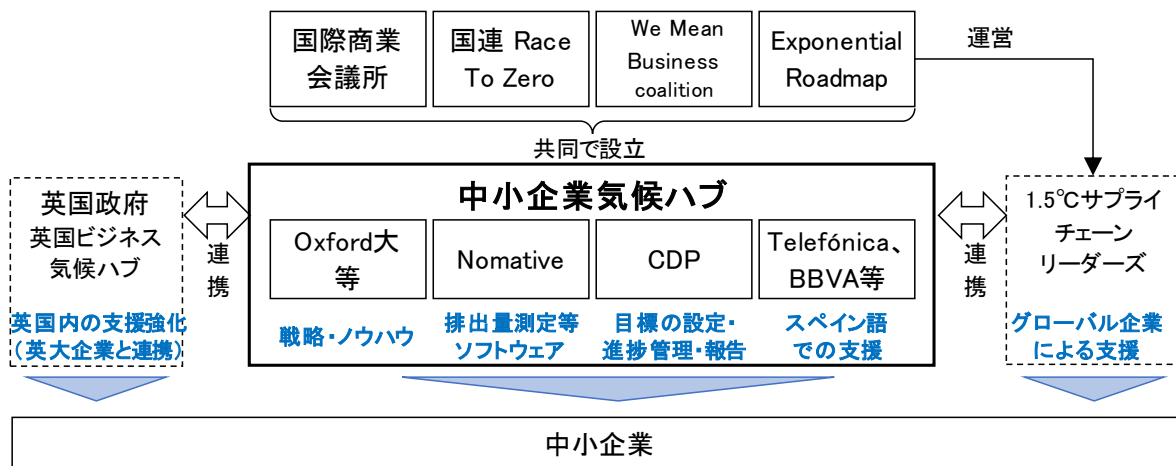 国際商業
会議所
国連 Race
To Zero
We Mean
Business
coalition
Exponential
Roadmap
運営
共同で設立
英国政府
英国ビジネス
気候ハブ
英国内の支援強化
（英大企業と連携）
連
携
中小企業気候ハブ
Oxford大
等
戦略・ノウハウ
Nomative
排出量測定等
ソフトウェア
CDP
目標の設定・
進捗管理・報告
Telefónica、
BBVA等
スペイン語
での支援
連
携
1.5℃サプライ
チェーン
リーダーズ
グローバル企業
による支援
中小企業